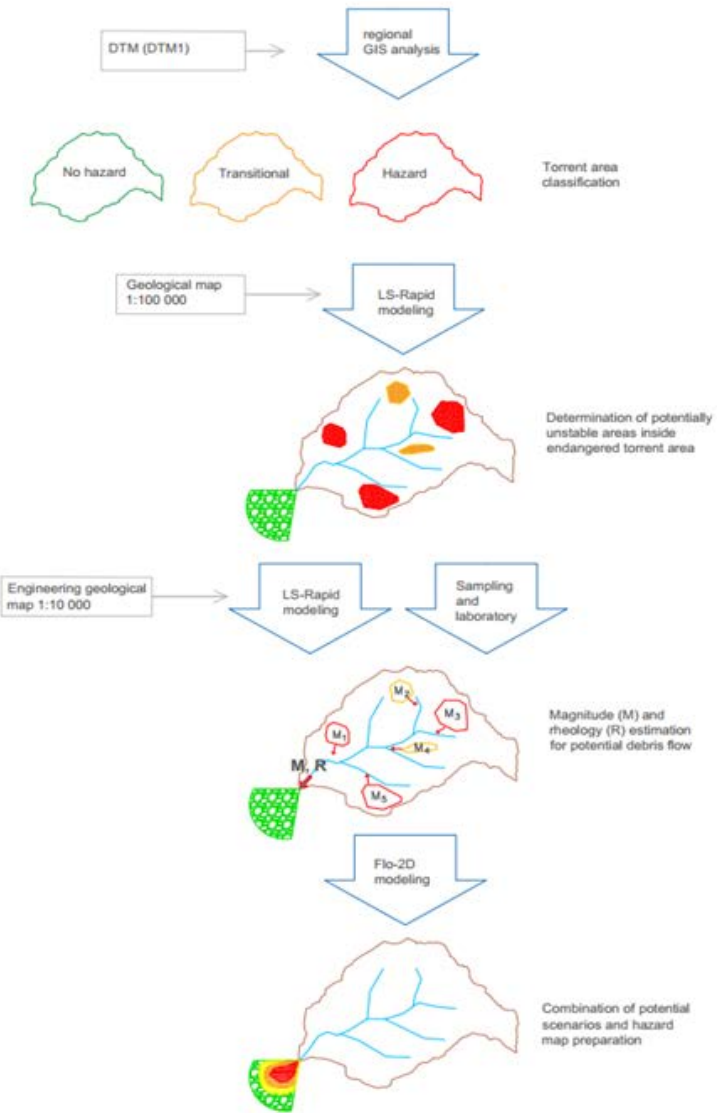 DTM (DTM1)
regional
GIS analysis
No hazard
Transitional
Hazard
Torrent area
classification
Geological map
1:100 000
LS-Rapid
modeling
Determination of potentially
unstable areas inside
endangered torrent area
Engineering geological
map 1:10 000
LS-Rapid
modeling
Sampling
and
laboratory
M1
M2
M3
M4
M5
M, R
Magnitude (M) and
rheology (R) estimation
for potential debris flow
Flo-2D
modeling
Combination of potential
scenarios and hazard
map preparation